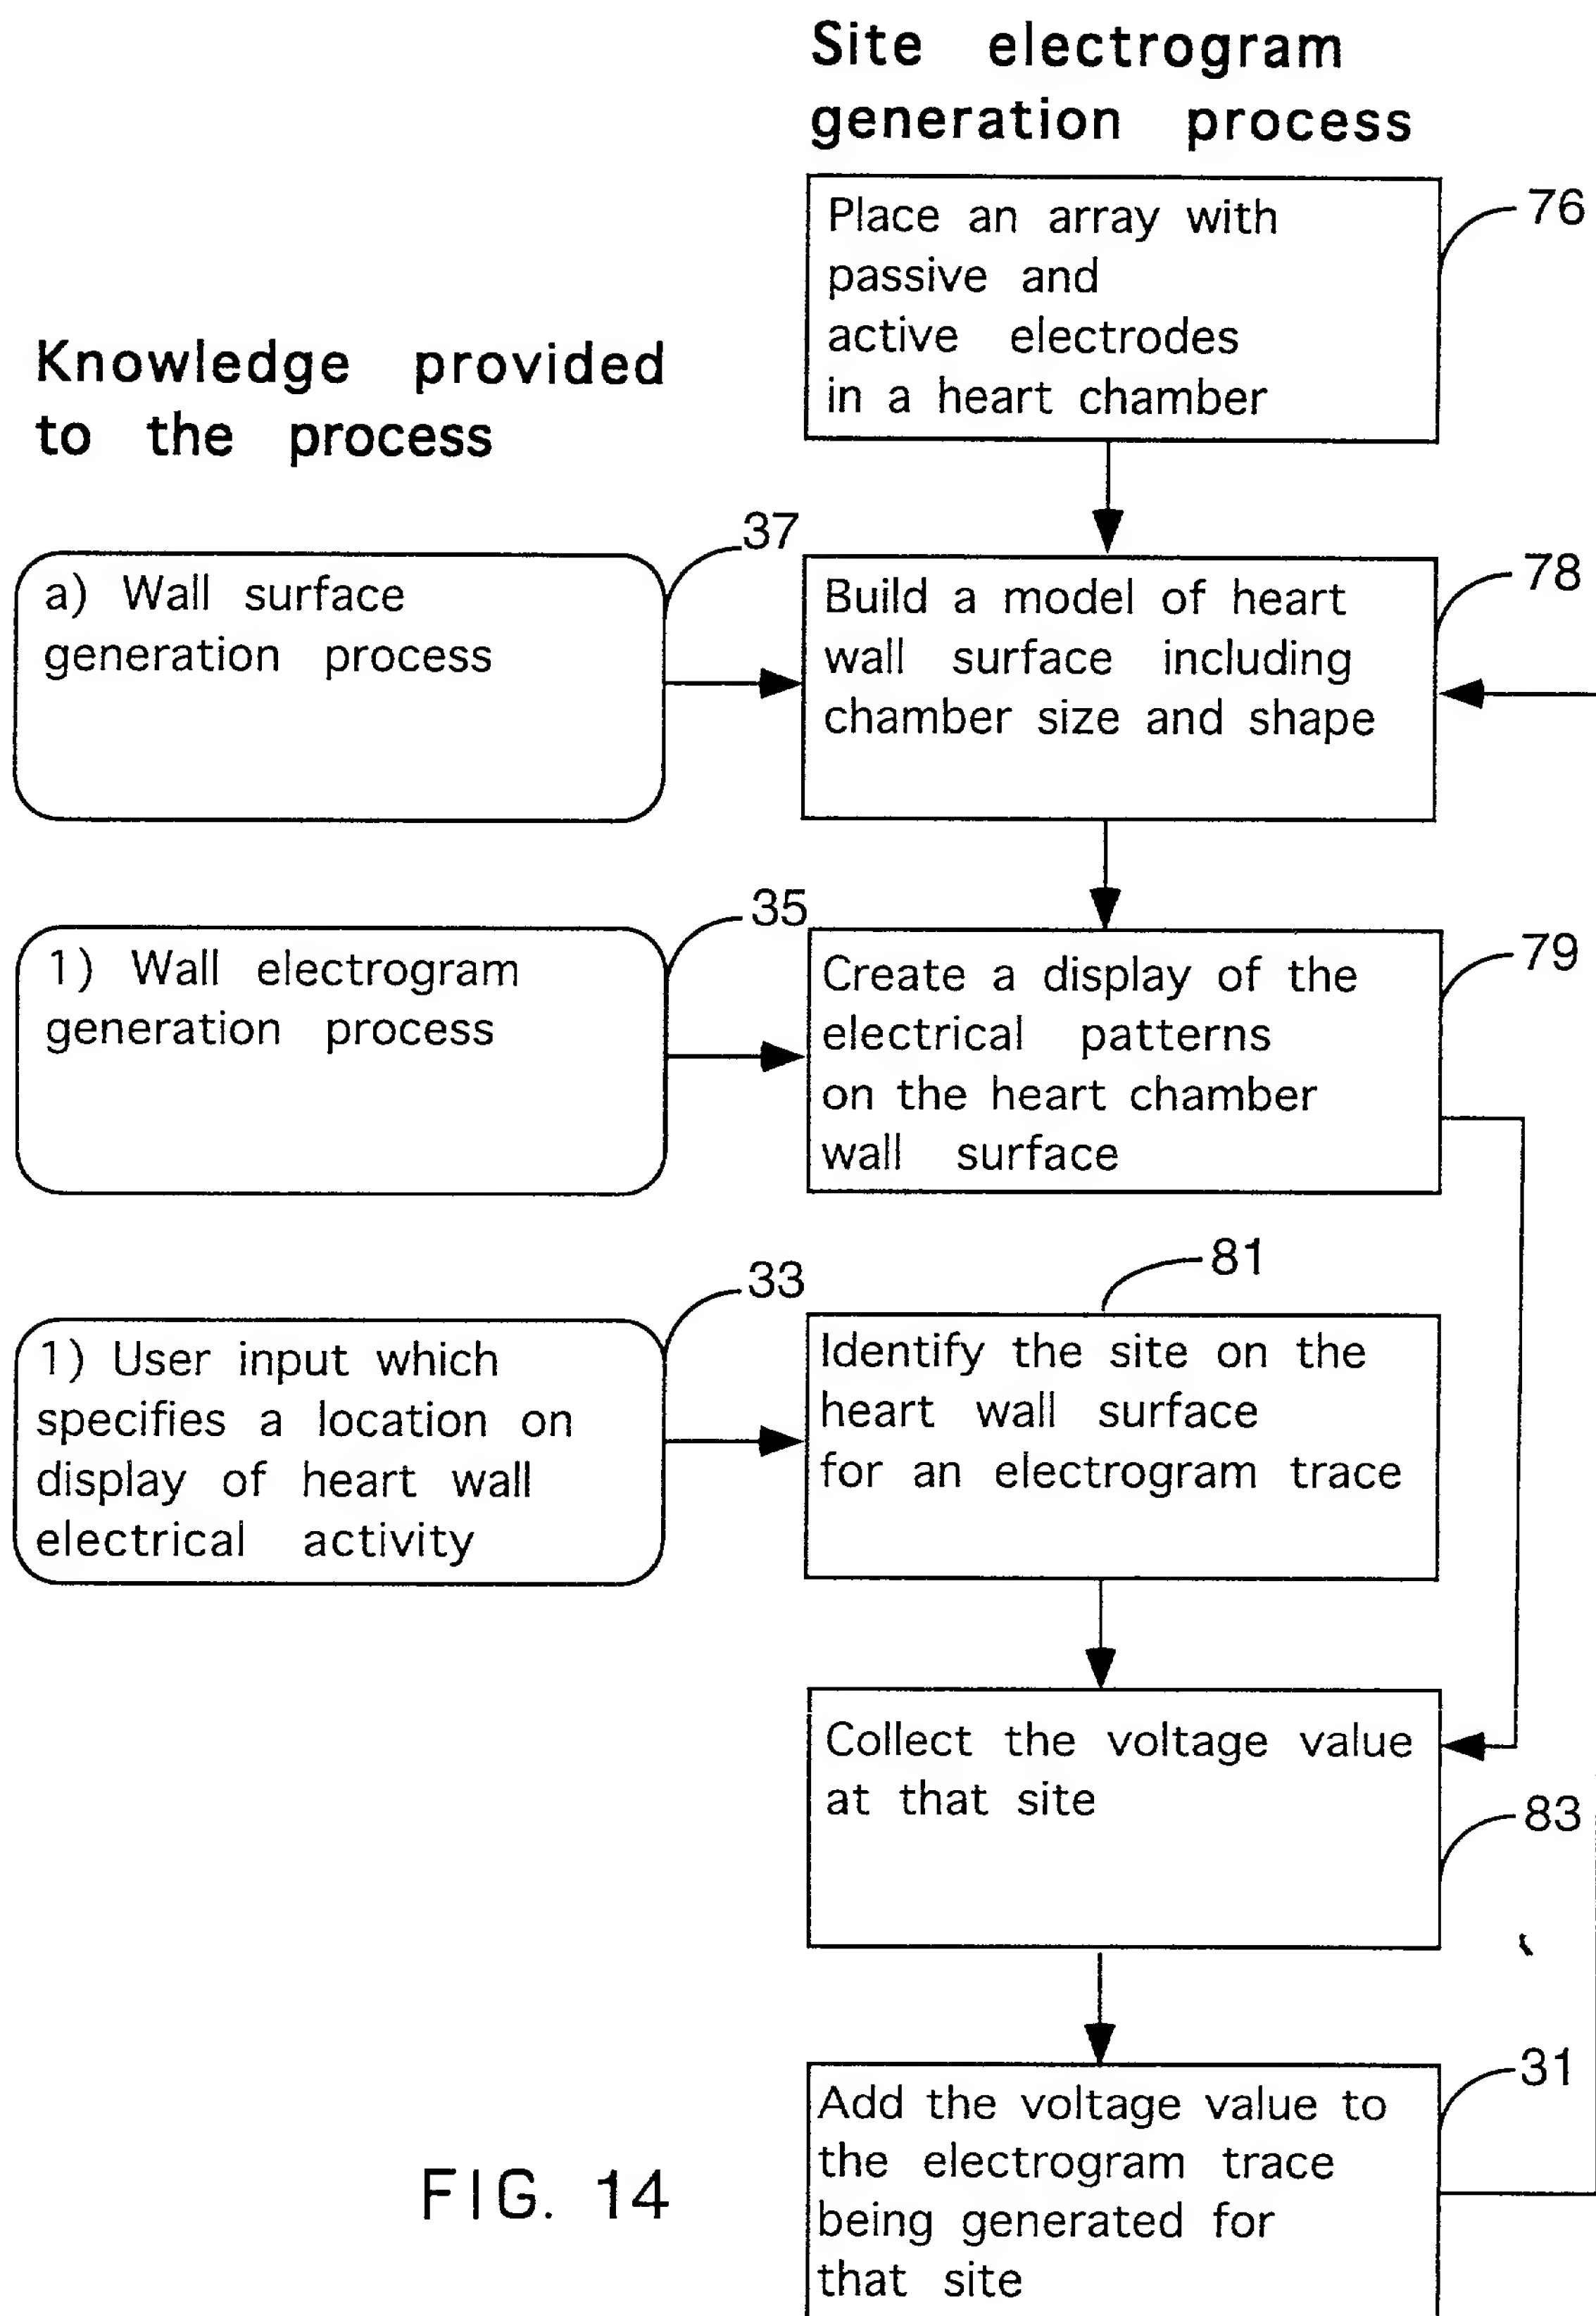 Site electrogram
generation process
Place an array with
passive and
active electrodes
in a heart chamber
76
Knowledge provided
to the process
37
a) Wall surface
generation process
Build a model of heart
wall surface including
chamber size and shape
78
35
1) Wall electrogram
generation process
Create a display of the
electrical patterns
on the heart chamber
wall surface
79
33
1) User input which
specifies a location on
display of heart wall
electrical activity
81
Identify the site on the
heart wall surface
for an electrogram trace
Collect the voltage value
at that site
83
Add the voltage value to
the electrogram trace
being generated for
that site
31
FIG. 14